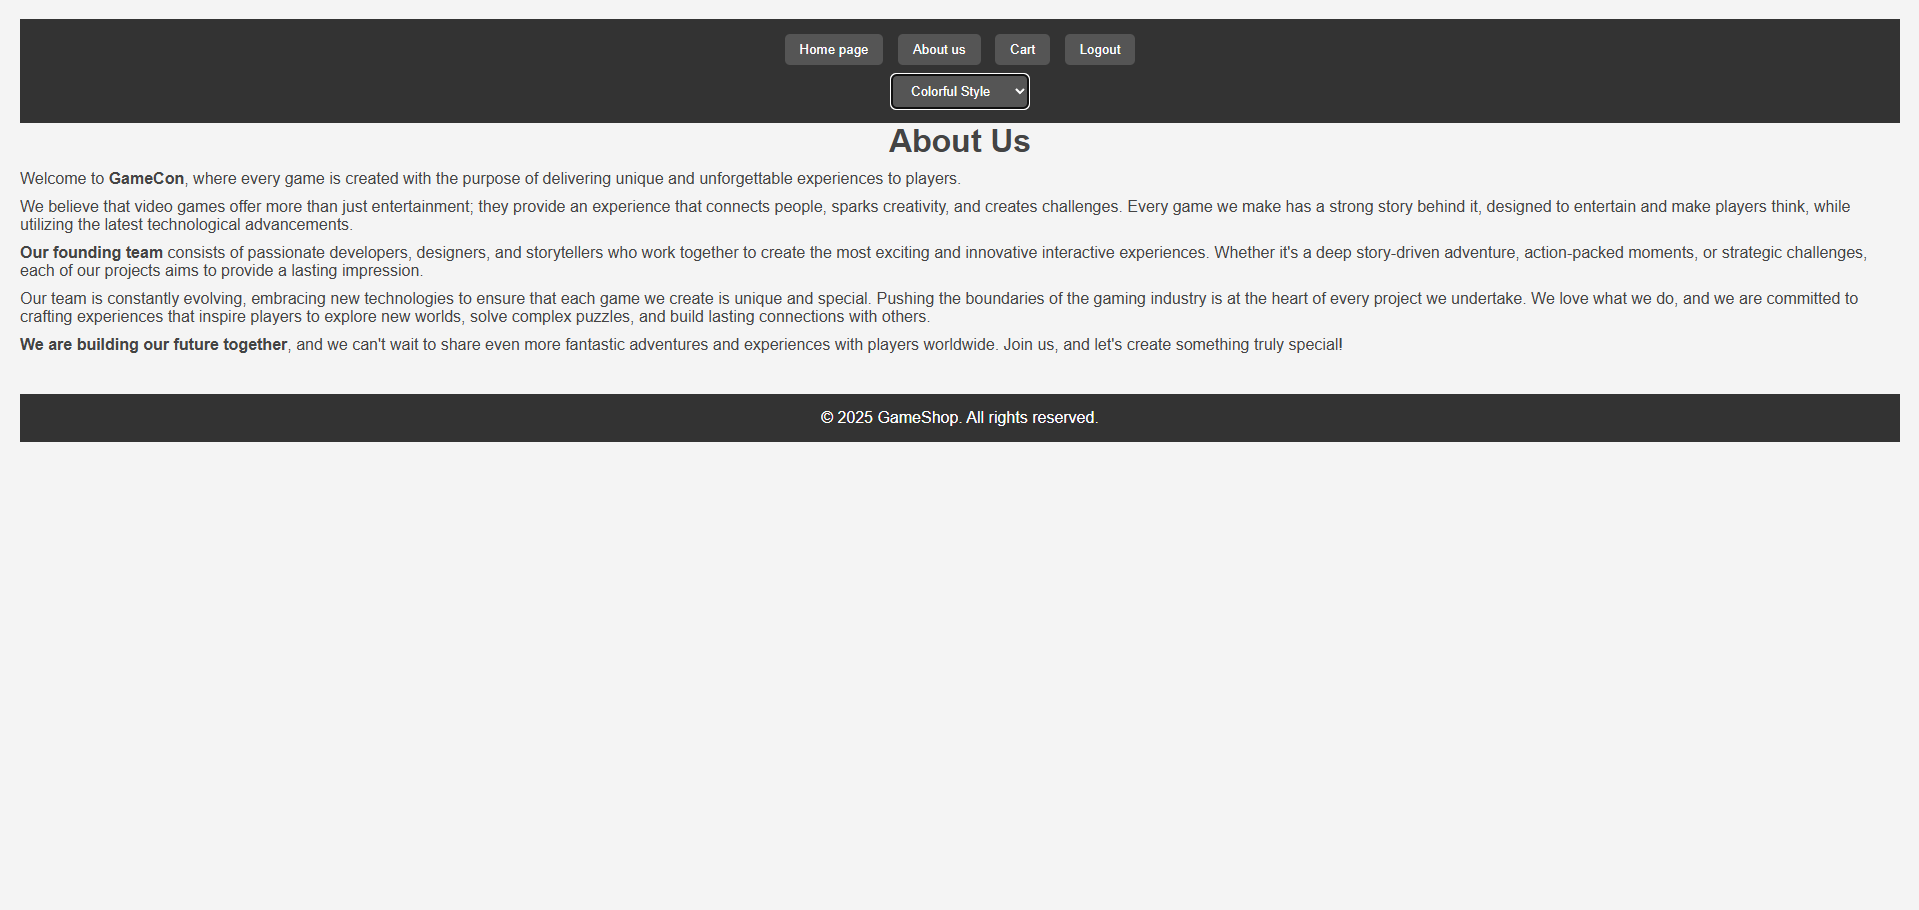 Home page About us Cart Logout
Colorful Style
About Us
Welcome to GameCon, where every game is created with the purpose of delivering unique and unforgettable experiences to players.
We believe that video games offer more than just entertainment; they provide an experience that connects people, sparks creativity, and creates challenges. Every game we make has a strong story behind it, designed to entertain and make players think, while
utilizing the latest technological advancements.
Our founding team consists of passionate developers, designers, and storytellers who work together to create the most exciting and innovative interactive experiences. Whether it's a deep story-driven adventure, action-packed moments, or strategic challenges,
each of our projects aims to provide a lasting impression.
Our team is constantly evolving, embracing new technologies to ensure that each game we create is unique and special. Pushing the boundaries of the gaming industry is at the heart of every project we undertake. We love what we do, and we are committed to
crafting experiences that inspire players to explore new worlds, solve complex puzzles, and build lasting connections with others.
We are building our future together, and we can't wait to share even more fantastic adventures and experiences with players worldwide. Join us, and let's create something truly special!
© 2025 GameShop. All rights reserved.